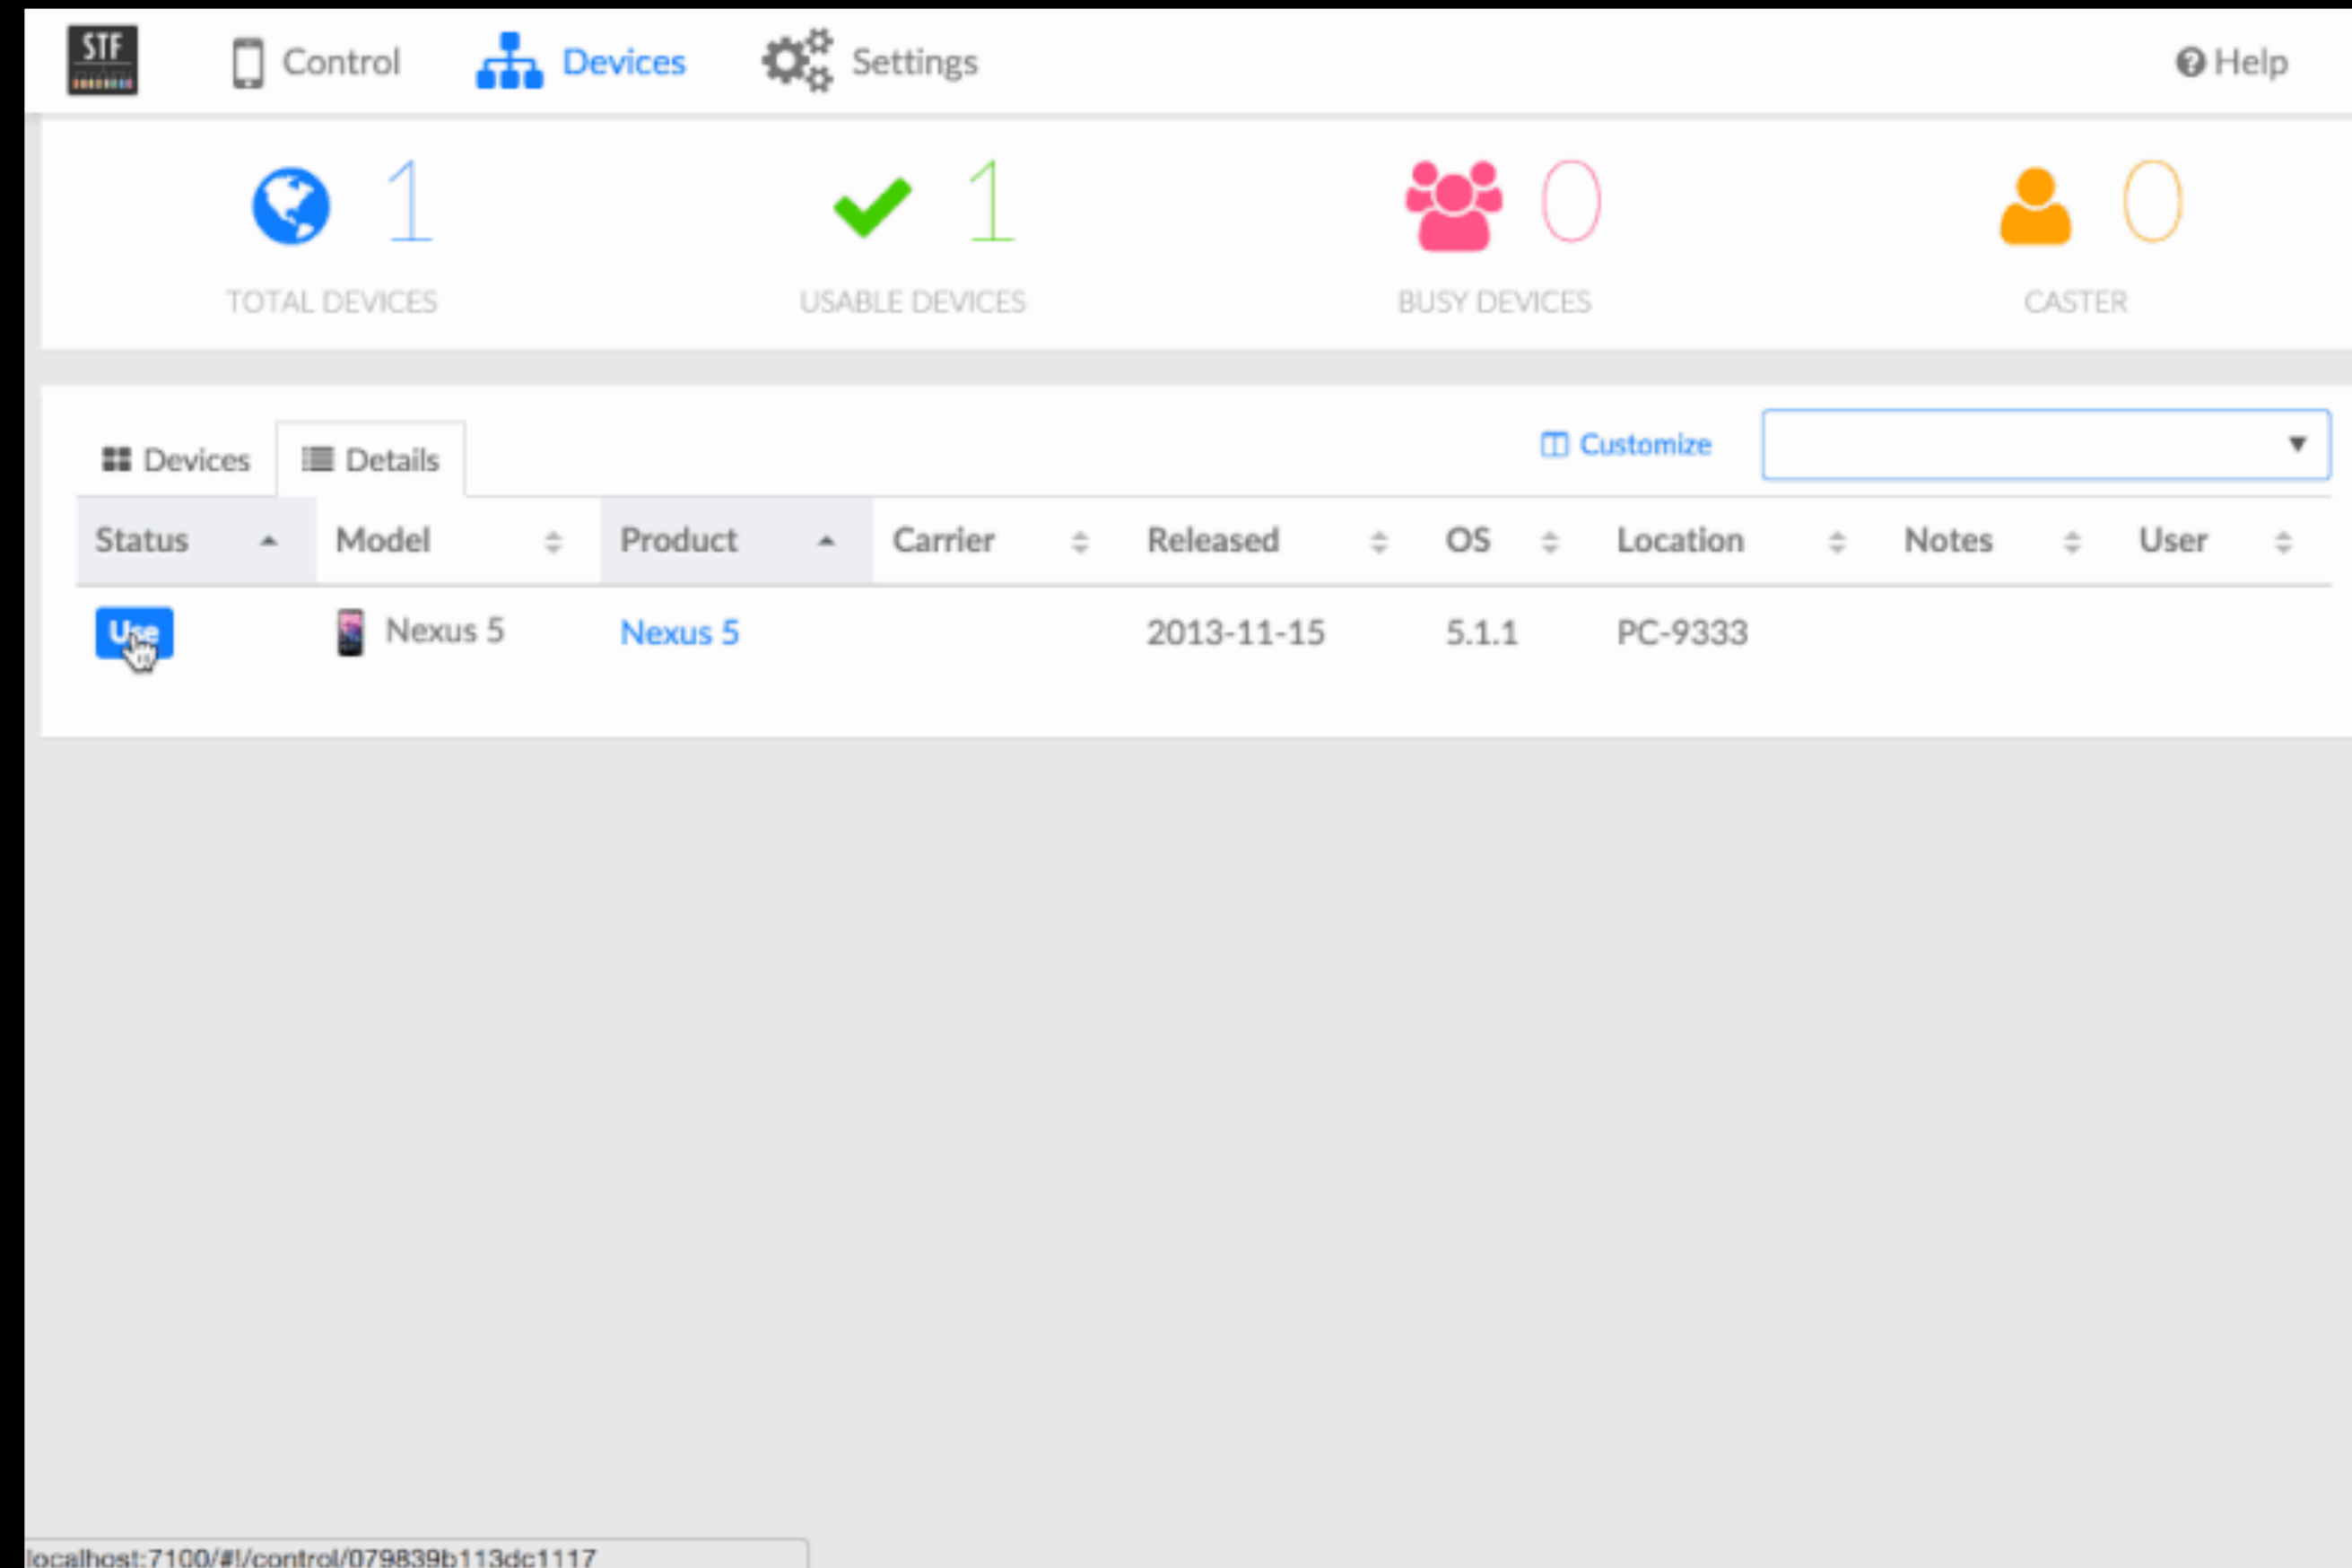 STF Control Devices Settings Help
1 1 0 0
TOTAL DEVICES USABLE DEVICES BUSY DEVICES CASTER
Devices Details Customize
Status Model Product Carrier Released OS Location Notes User
Use Nexus 5 Nexus 5 2013-11-15 5.1.1 PC-9333
localhost:7100/#!/control/079839b113dc1117